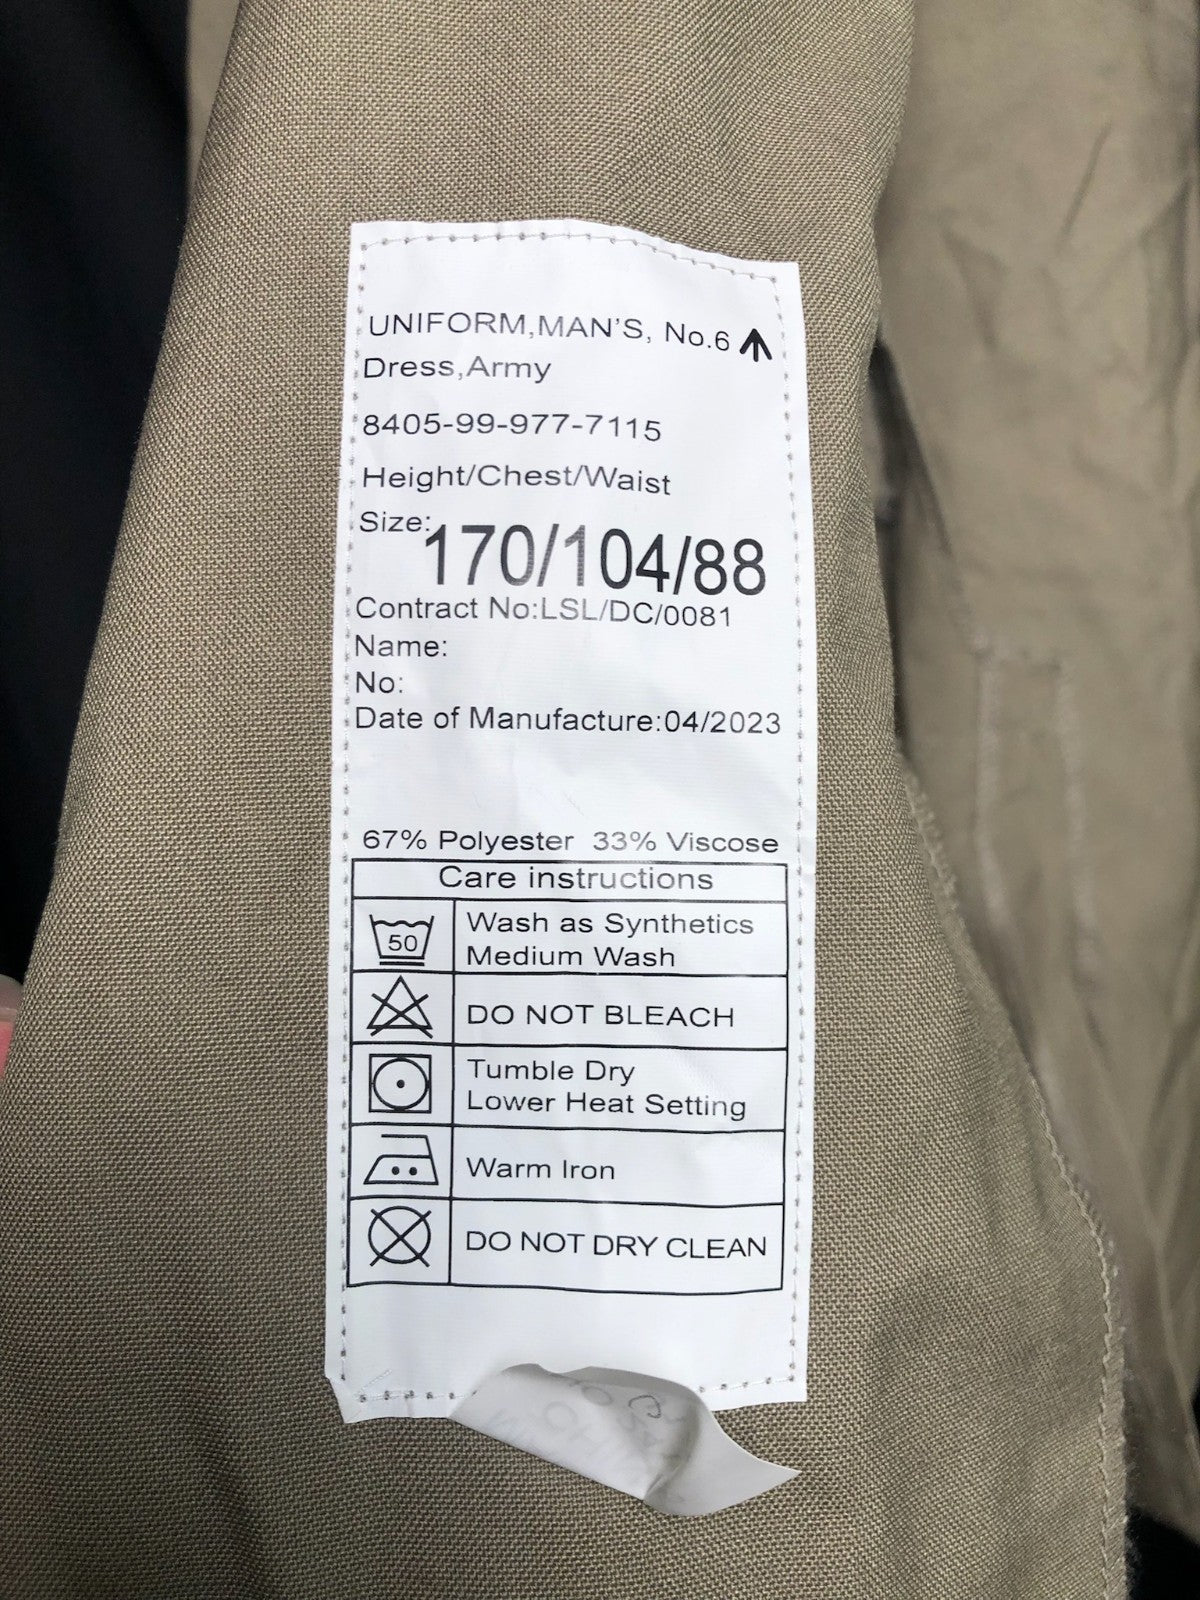 UNIFORM,MAN'S, No.6
Dress,Army
8405-99-977-7115
Height/Chest/Waist
Size:170/104/88
Contract No:LSL/DC/0081
Name:
No:
Date of Manufacture:04/2023
67% Polyester 33% Viscose
Care instructions
50 Wash as Synthetics
Medium Wash
DO NOT BLEACH
Tumble Dry
Lower Heat Setting
Warm Iron
DO NOT DRY CLEAN